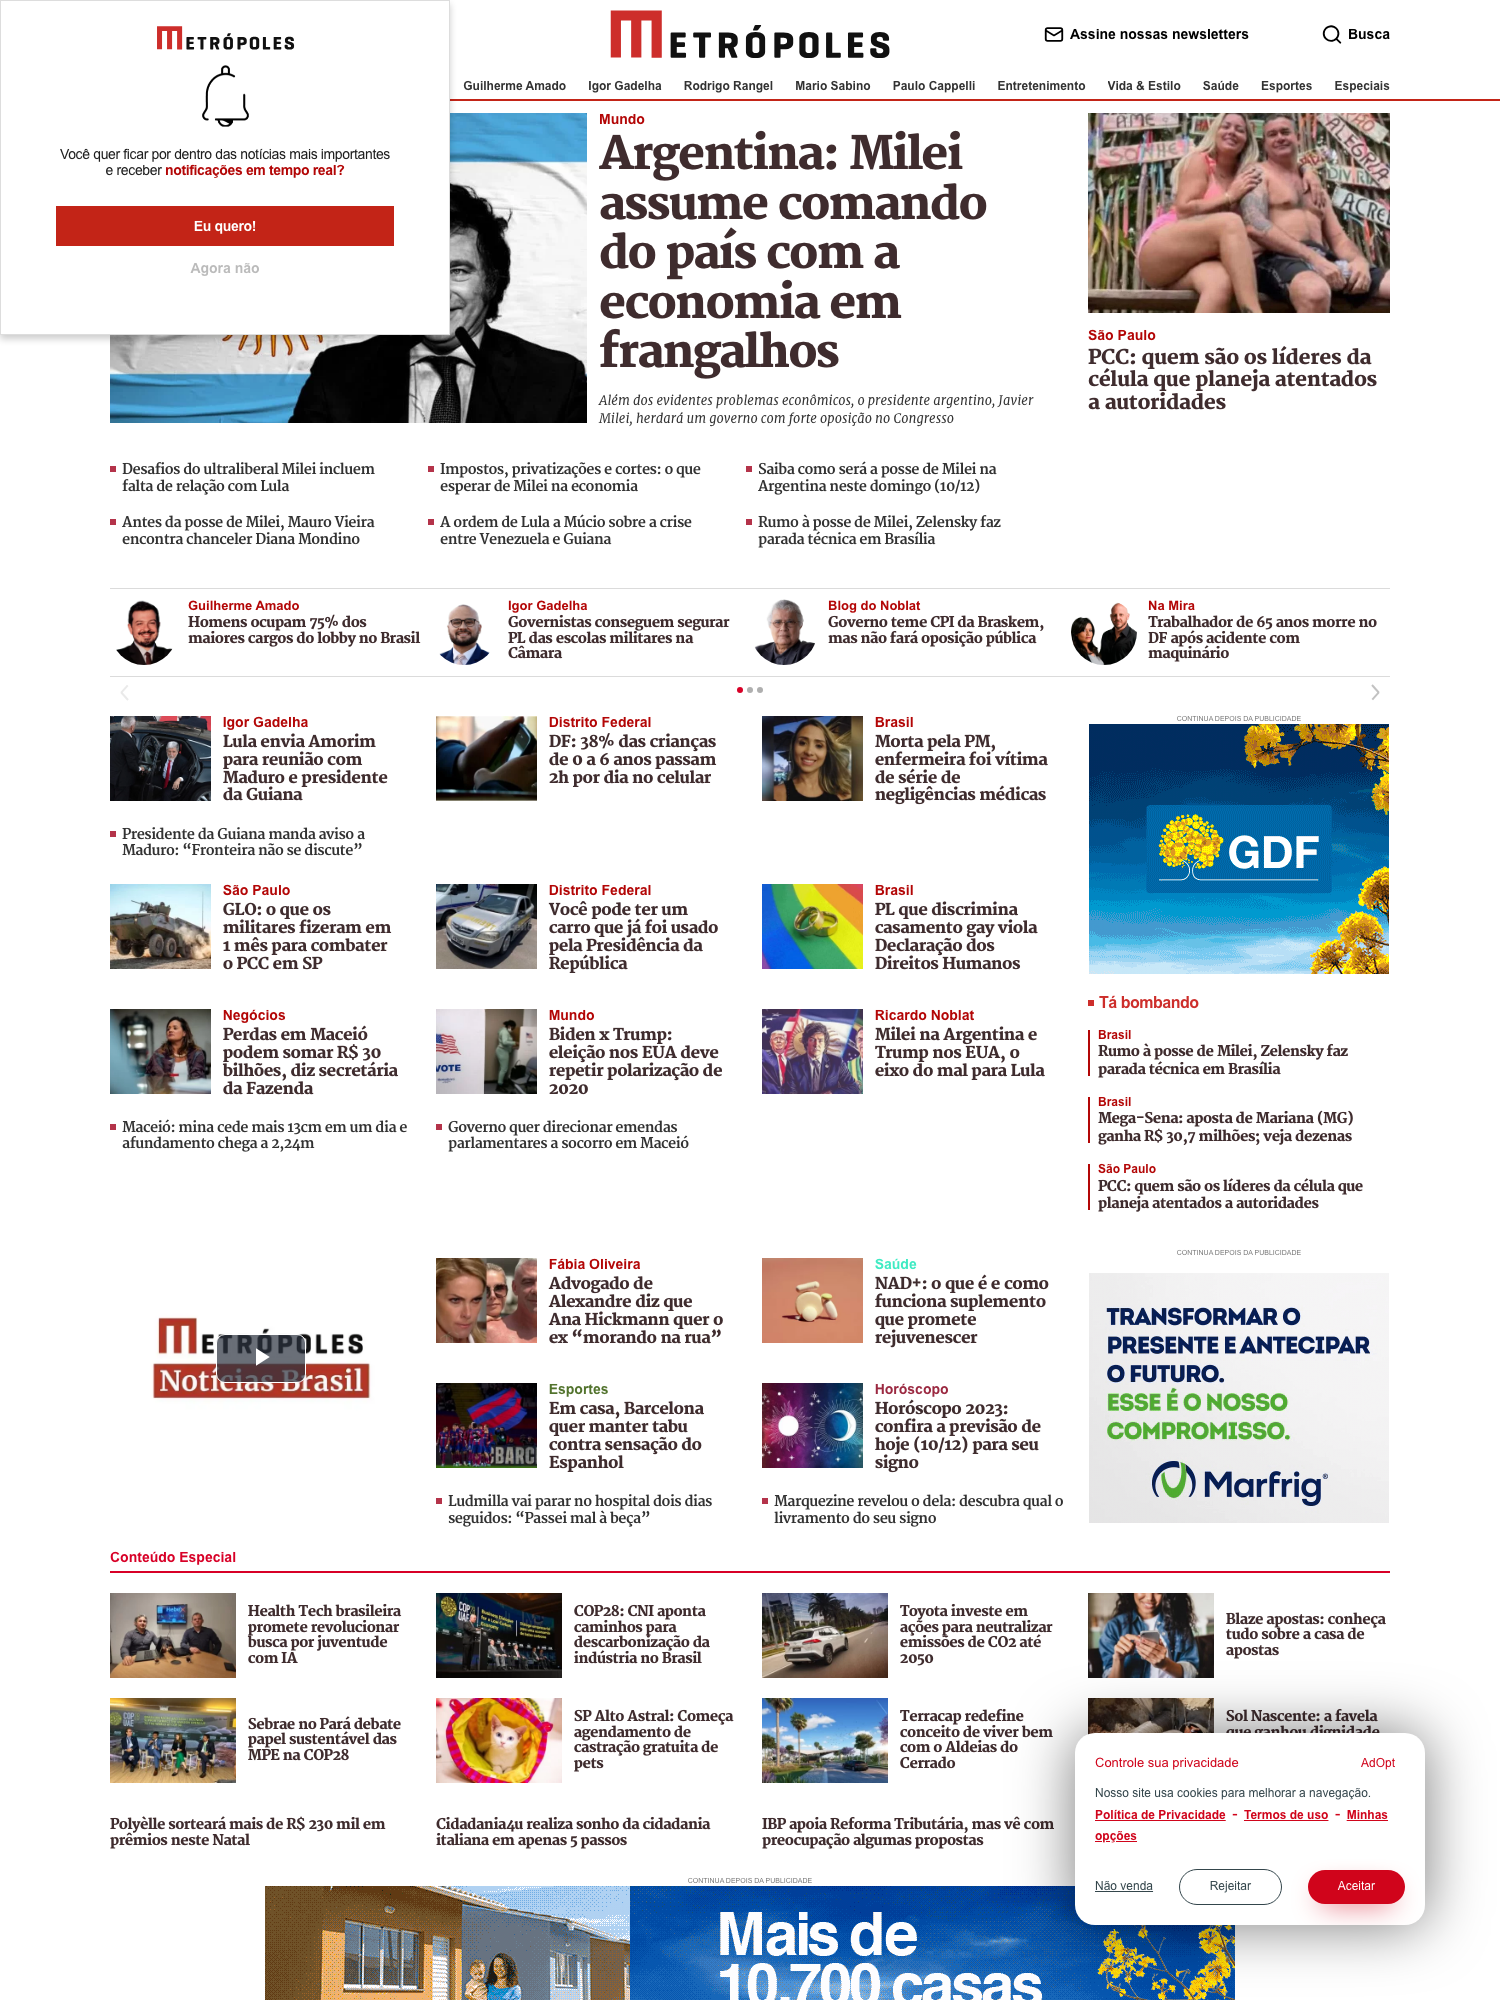 METRÓPOLES
Você quer ficar por dentro das notícias mais importantes
e receber notificações em tempo real?
Eu quero!
Agora não
METRÓPOLES
Assine nossas newsletters
Busca
Guilherme Amado
Igor Gadelha
Rodrigo Rangel
Mario Sabino
Paulo Cappelli
Entretenimento
Vida & Estilo
Saúde
Esportes
Especiais
Mundo
Argentina: Milei
assume comando
do país com a
economia em
frangalhos
Além dos evidentes problemas econômicos, o presidente argentino, Javier
Milei, herdará um governo com forte oposição no Congresso
ALEGRIA
ACRE
São Paulo
PCC: quem são os líderes da
célula que planeja atentados
a autoridades
Desafios do ultraliberal Milei incluem
falta de relação com Lula
Impostos, privatizações e cortes: o que
esperar de Milei na economia
Saiba como será a posse de Milei na
Argentina neste domingo (10/12)
Antes da posse de Milei, Mauro Vieira
encontra chanceler Diana Mondino
A ordem de Lula a Múcio sobre a crise
entre Venezuela e Guiana
Rumo à posse de Milei, Zelensky faz
parada técnica em Brasília
Guilherme Amado
Homens ocupam 75% dos
maiores cargos do lobby no Brasil
Igor Gadelha
Governistas conseguem segurar
PL das escolas militares na
Câmara
Blog do Noblat
Governo teme CPI da Braskem,
mas não fará oposição pública
Na Mira
Trabalhador de 65 anos morre no
DF após acidente com
maquinário
Igor Gadelha
Lula envia Amorim
para reunião com
Maduro e presidente
da Guiana
Presidente da Guiana manda aviso a
Maduro: “Fronteira não se discute”
Distrito Federal
DF: 38% das crianças
de 0 a 6 anos passam
2h por dia no celular
Brasil
Morta pela PM,
enfermeira foi vítima
de série de
negligências médicas
CONTINUA DEPOIS DA PUBLICIDADE
GDF
São Paulo
GLO: o que os
militares fizeram em
1 mês para combater
o PCC em SP
Distrito Federal
Você pode ter um
carro que já foi usado
pela Presidência da
República
Brasil
PL que discrimina
casamento gay viola
Declaração dos
Direitos Humanos
Negócios
Perdas em Maceió
podem somar R$ 30
bilhões, diz secretária
da Fazenda
Maceió: mina cede mais 13cm em um dia e
afundamento chega a 2,24m
VOTE
Mundo
Biden x Trump:
eleição nos EUA deve
repetir polarização de
2020
Governo quer direcionar emendas
parlamentares a socorro em Maceió
Ricardo Noblat
Milei na Argentina e
Trump nos EUA, o
eixo do mal para Lula
Tá bombando
Brasil
Rumo à posse de Milei, Zelensky faz
parada técnica em Brasília
Brasil
Mega-Sena: aposta de Mariana (MG)
ganha R$ 30,7 milhões; veja dezenas
São Paulo
PCC: quem são os líderes da célula que
planeja atentados a autoridades
METRÓPOLES
Notícias Brasil
Fábia Oliveira
Advogado de
Alexandre diz que
Ana Hickmann quer o
ex “morando na rua”
Saúde
NAD+: o que é e como
funciona suplemento
que promete
rejuvenescer
BARC
Esportes
Em casa, Barcelona
quer manter tabu
contra sensação do
Espanhol
Ludmilla vai parar no hospital dois dias
seguidos: “Passei mal à beça”
Horóscopo
Horóscopo 2023:
confira a previsão de
hoje (10/12) para seu
signo
Marquezine revelou o dela: descubra qual o
livramento do seu signo
CONTINUA DEPOIS DA PUBLICIDADE
TRANSFORMAR O
PRESENTE E ANTECIPAR
O FUTURO.
ESSE É O NOSSO
COMPROMISSO.
Marfrig
Conteúdo Especial
Health Tech brasileira
promete revolucionar
busca por juventude
com IA
COP28: CNI aponta
caminhos para
descarbonização da
indústria no Brasil
Toyota investe em
ações para neutralizar
emissões de CO2 até
2050
Blaze apostas: conheça
tudo sobre a casa de
apostas
Sebrae no Pará debate
papel sustentável das
MPE na COP28
SP Alto Astral: Começa
agendamento de
castração gratuita de
pets
Terracap redefine
conceito de viver bem
com o Aldeias do
Cerrado
Sol Nascente: a favela
que ganhou dignidade
Polyèlle sorteará mais de R$ 230 mil em
prêmios neste Natal
Cidadania4u realiza sonho da cidadania
italiana em apenas 5 passos
IBP apoia Reforma Tributária, mas vê com
preocupação algumas propostas
Controle sua privacidade
AdOpt
Nosso site usa cookies para melhorar a navegação.
Política de Privacidade - Termos de uso - Minhas
opções
Não venda
Rejeitar
Aceitar
CONTINUA DEPOIS DA PUBLICIDADE
Mais de
10.700 casas